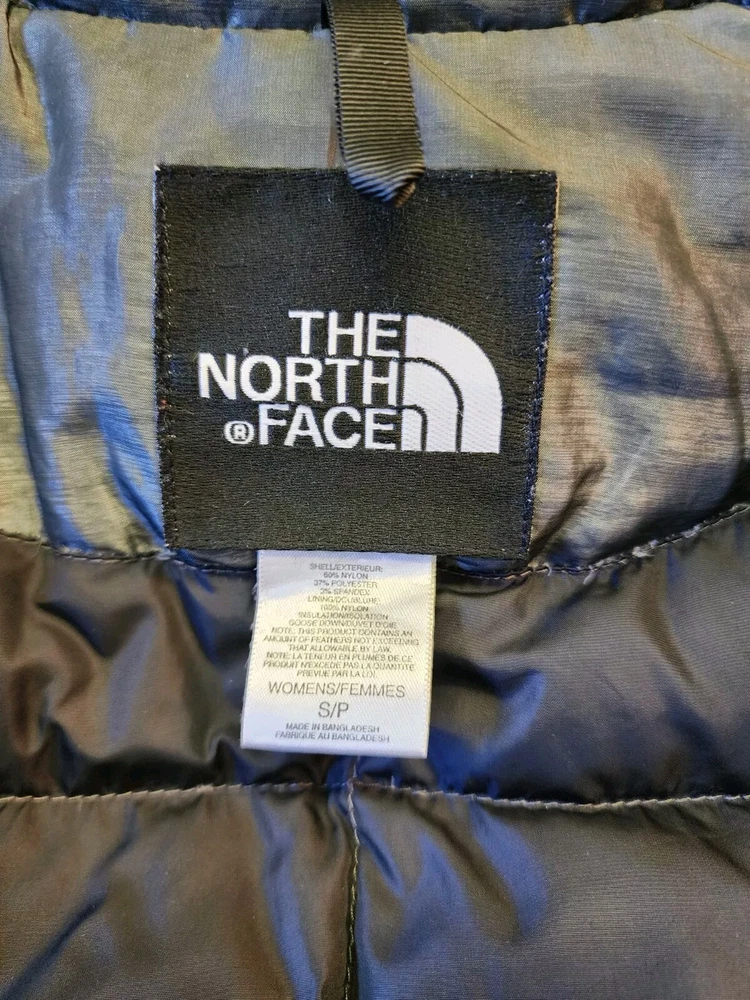 THE
NORTH
® FACE
SHELL/EXTERIEUR:
60% NYLON
37% POLYESTER
3% SPANDEX
LINING/DOUBLURE:
100% NYLON
INSULATION/ISOLATION
GOOSE DOWN/DUVET D'OIE
NOTE: THIS PRODUCT CONTAINS AN
AMOUNT OF FEATHERS NOT EXCEEDING
THAT ALLOWABLE BY LAW.
NOTE: LA TENEUR EN PLUMES DE CE
PRODUIT N'EXCEDE PAS LA QUANTITE
PREVUE PAR LA LOI.
WOMENS/FEMMES
S/P
MADE IN BANGLADESH
FABRIQUE AU BANGLADESH